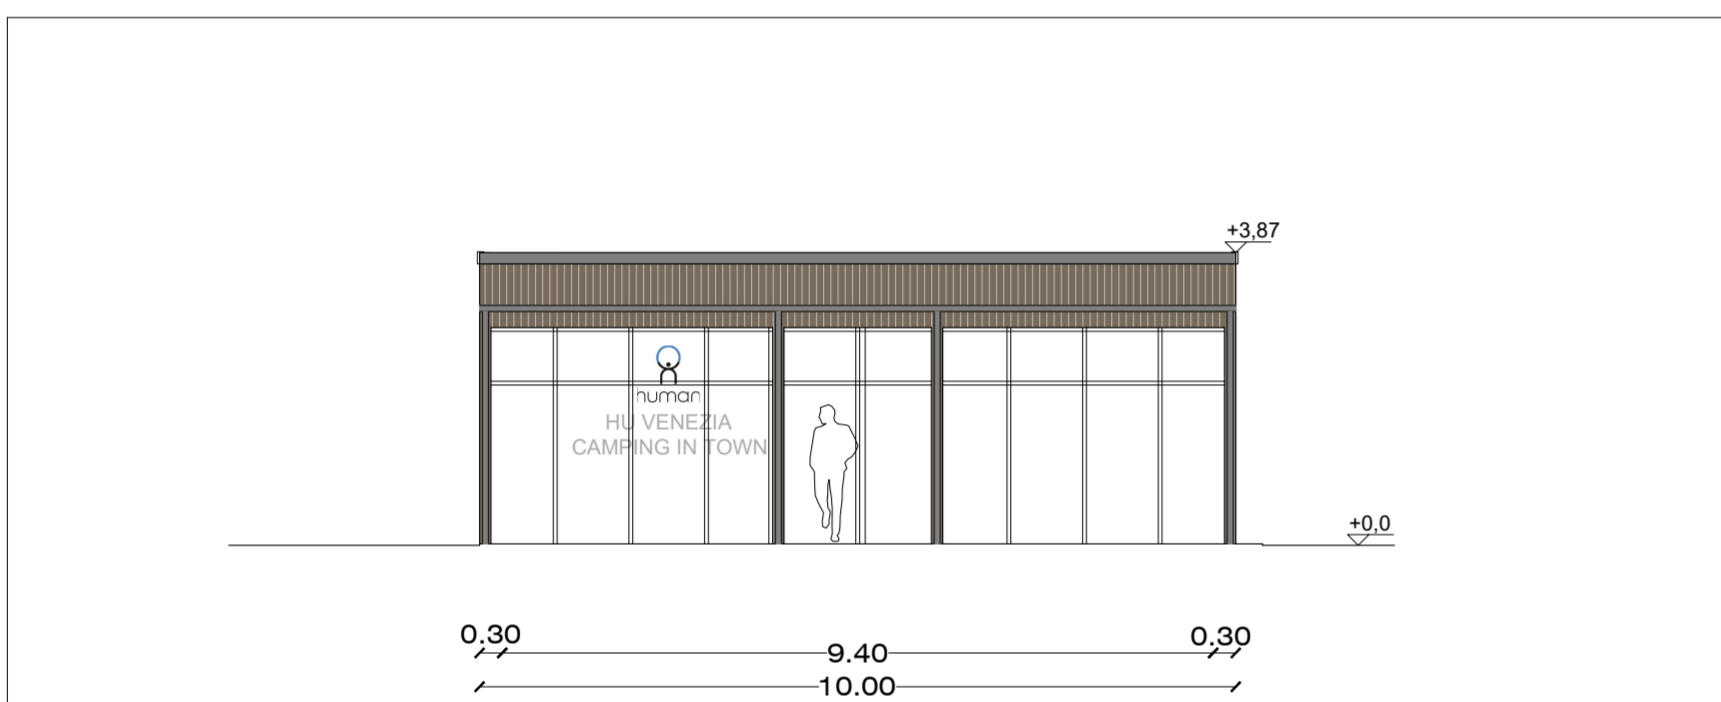 +3,87
human
HU VENEZIA
CAMPING IN TOWN
+0,0
0.30
0.30
9.40
10.00